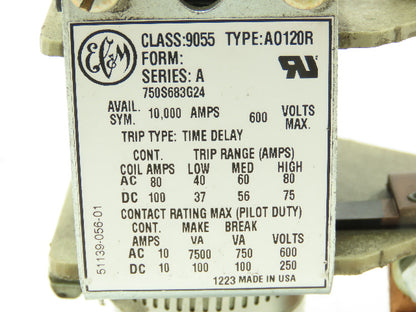 EC&M CLASS:9055 TYPE:AO120R
FORM:
SERIES: A
750S683G24
AVAIL. SYM. 10,000 AMPS 600 VOLTS MAX.
TRIP TYPE: TIME DELAY
CONT. TRIP RANGE (AMPS)
COIL AMPS LOW MED HIGH
AC 80 40 60 80
DC 100 37 56 75
CONTACT RATING MAX (PILOT DUTY)
CONT. MAKE BREAK
AMPS VA VA VOLTS
AC 10 7500 750 600
DC 10 100 100 250
1223 MADE IN USA
51139-056-01